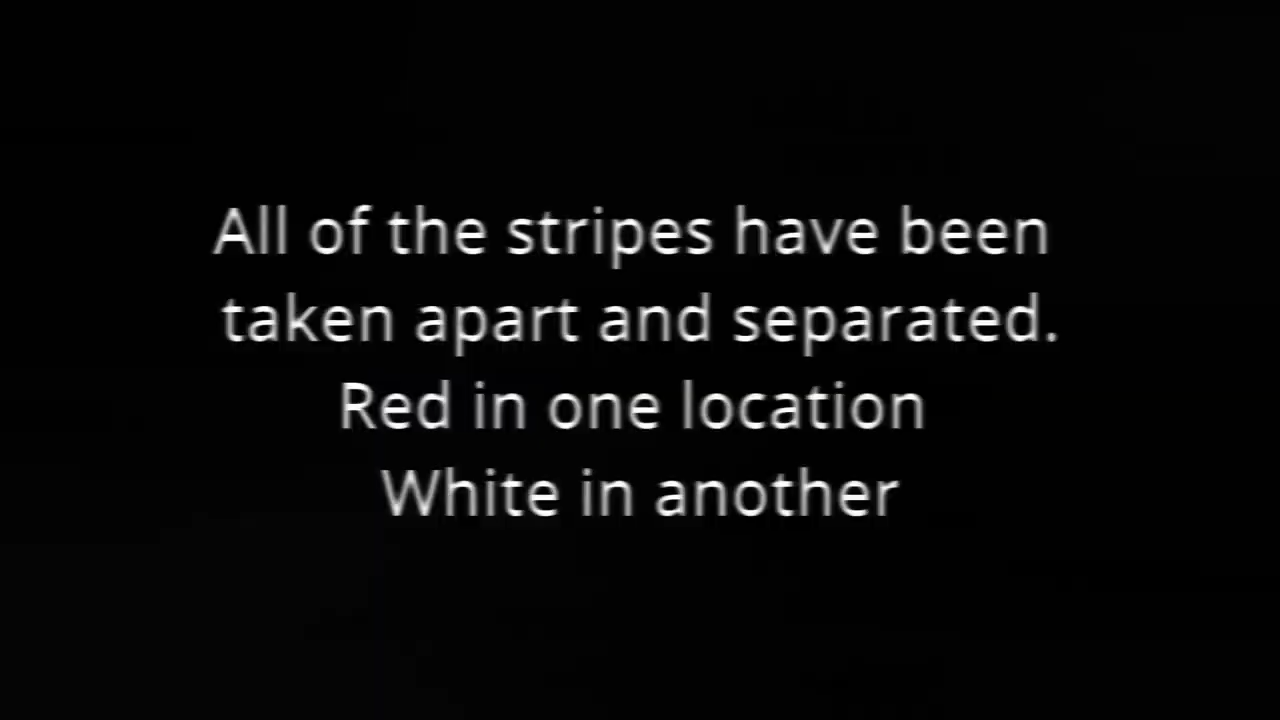 All of the stripes have been
taken apart and separated.
Red in one location
White in another